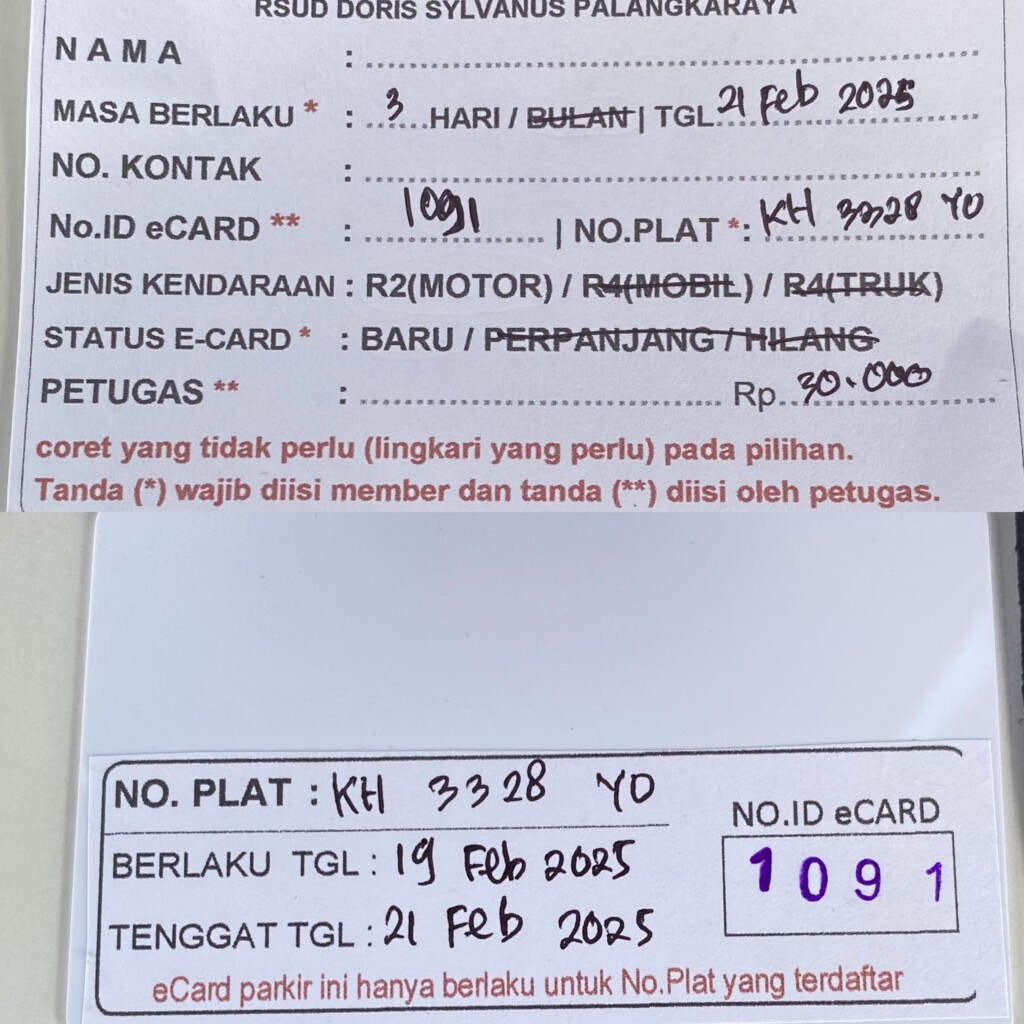 RSUD DORIS SYLVANUS PALANGKARAYA
NAMA : ........
MASA BERLAKU * : 3 HARI / BULAN | TGL 21 Feb 2025
NO. KONTAK : ........
No.ID eCARD ** : 1091 | NO.PLAT *: KH 3328 YO
JENIS KENDARAAN : R2(MOTOR) / R4(MOBIL) / R4(TRUK)
STATUS E-CARD * : BARU / PERPANJANG / HILANG
PETUGAS ** : ........ Rp 30.000
coret yang tidak perlu (lingkari yang perlu) pada pilihan.
Tanda (*) wajib diisi member dan tanda (**) diisi oleh petugas.
NO. PLAT : KH 3328 YO
BERLAKU TGL : 19 Feb 2025
TENGGAT TGL : 21 Feb 2025
NO.ID eCARD
1091
eCard parkir ini hanya berlaku untuk No.Plat yang terdaftar